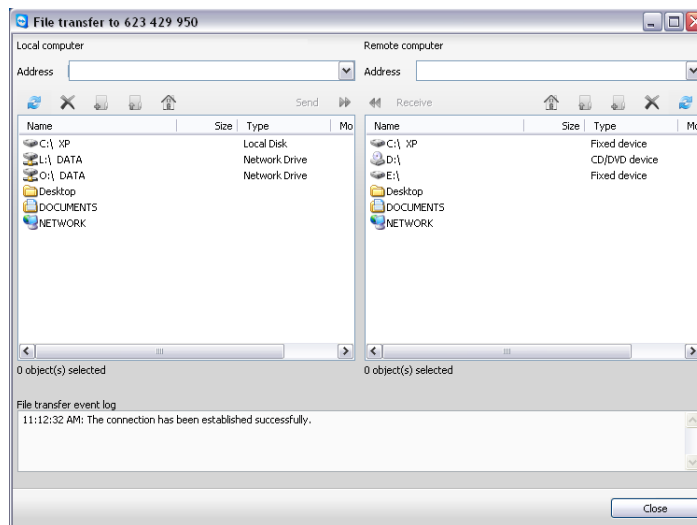 File transfer to 623 429 950
Local computer
Remote computer
Address
Address
Send
Receive
Name Size Type Mo
C:\ XP Local Disk
L:\ DATA Network Drive
O:\ DATA Network Drive
Desktop
DOCUMENTS
NETWORK
Name Size Type Mo
C:\ XP Fixed device
D:\ CD/DVD device
E:\ Fixed device
Desktop
DOCUMENTS
NETWORK
0 object(s) selected
0 object(s) selected
File transfer event log
11:12:32 AM: The connection has been established successfully.
Close